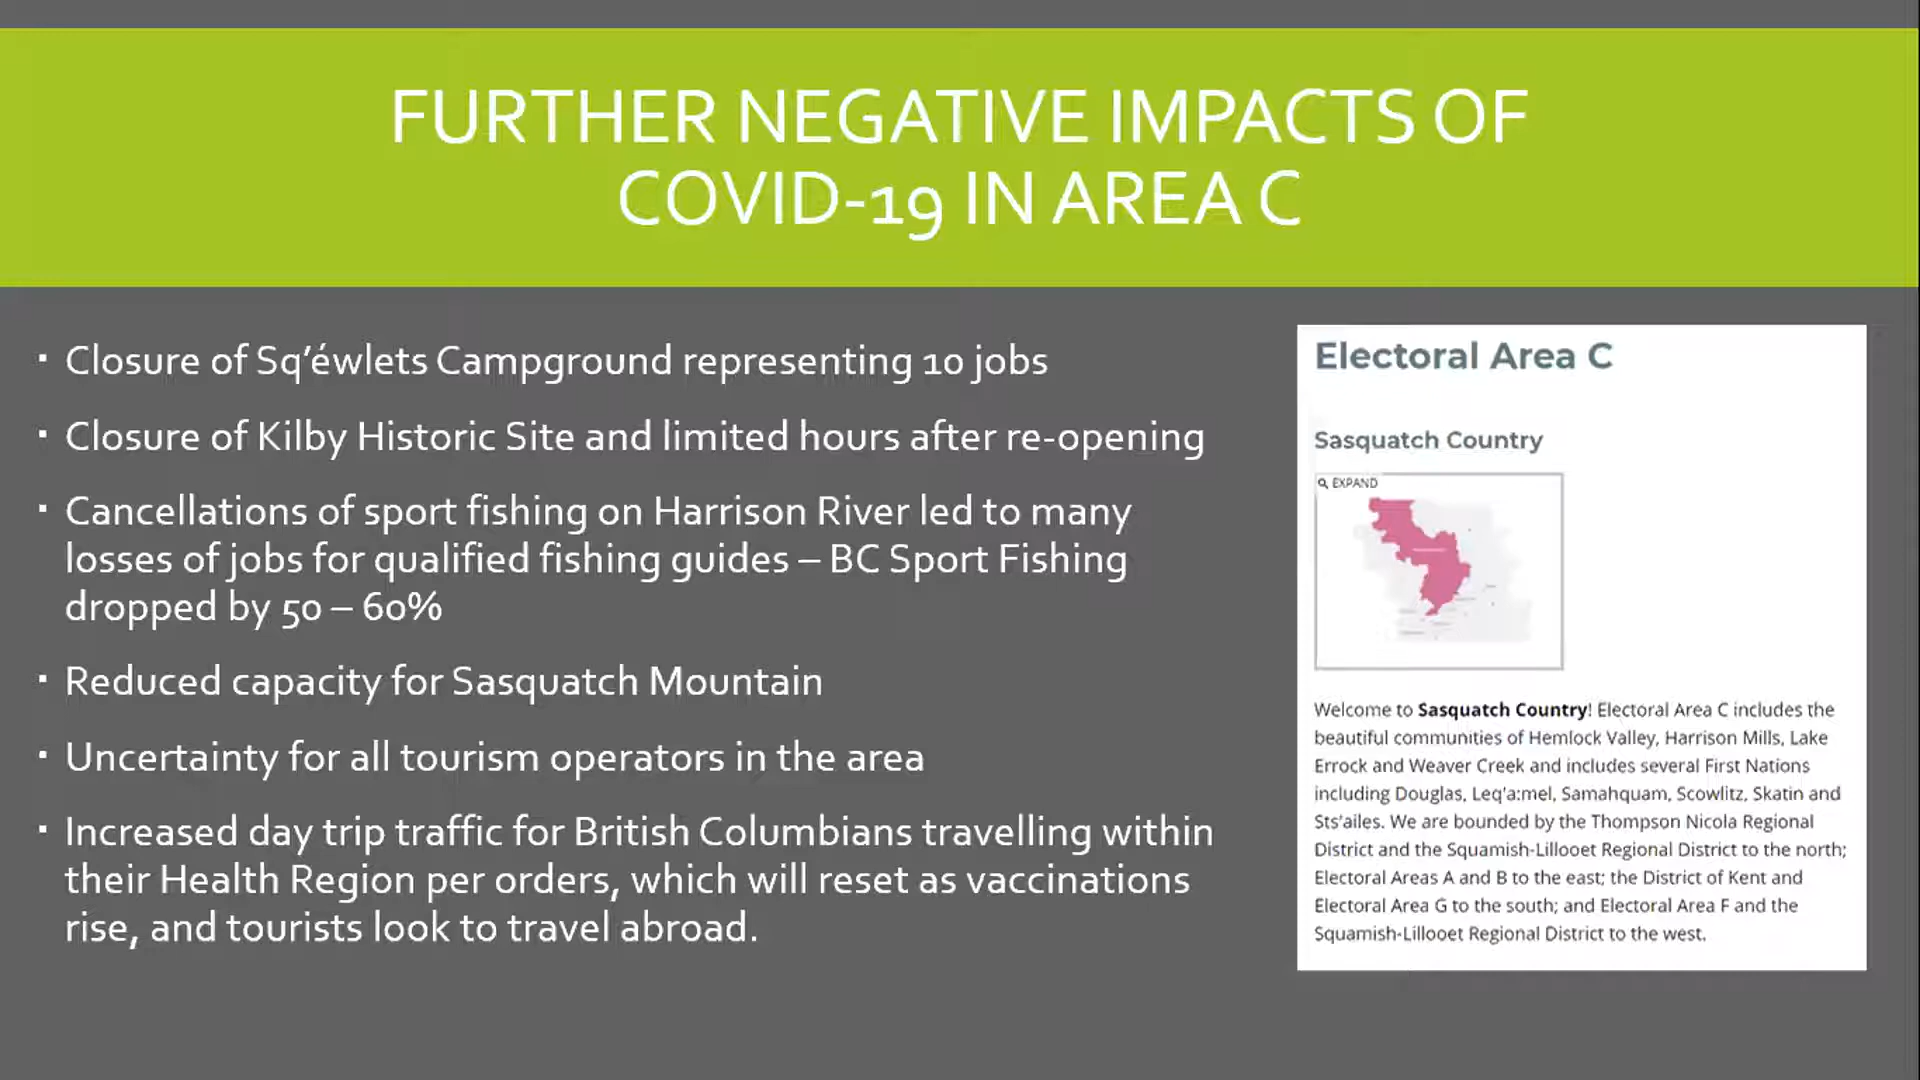 FURTHER NEGATIVE IMPACTS OF
COVID-19 IN AREA C
▪ Closure of Sq'éwlets Campground representing 10 jobs
▪ Closure of Kilby Historic Site and limited hours after re-opening
▪ Cancellations of sport fishing on Harrison River led to many
losses of jobs for qualified fishing guides – BC Sport Fishing
dropped by 50 – 60%
▪ Reduced capacity for Sasquatch Mountain
▪ Uncertainty for all tourism operators in the area
▪ Increased day trip traffic for British Columbians travelling within
their Health Region per orders, which will reset as vaccinations
rise, and tourists look to travel abroad.
Electoral Area C
Sasquatch Country
EXPAND
Welcome to Sasquatch Country! Electoral Area C includes the
beautiful communities of Hemlock Valley, Harrison Mills, Lake
Errock and Weaver Creek and includes several First Nations
including Douglas, Leq'a:mel, Samahquam, Scowlitz, Skatin and
Sts'ailes. We are bounded by the Thompson Nicola Regional
District and the Squamish-Lillooet Regional District to the north;
Electoral Areas A and B to the east; the District of Kent and
Electoral Area G to the south; and Electoral Area F and the
Squamish-Lillooet Regional District to the west.